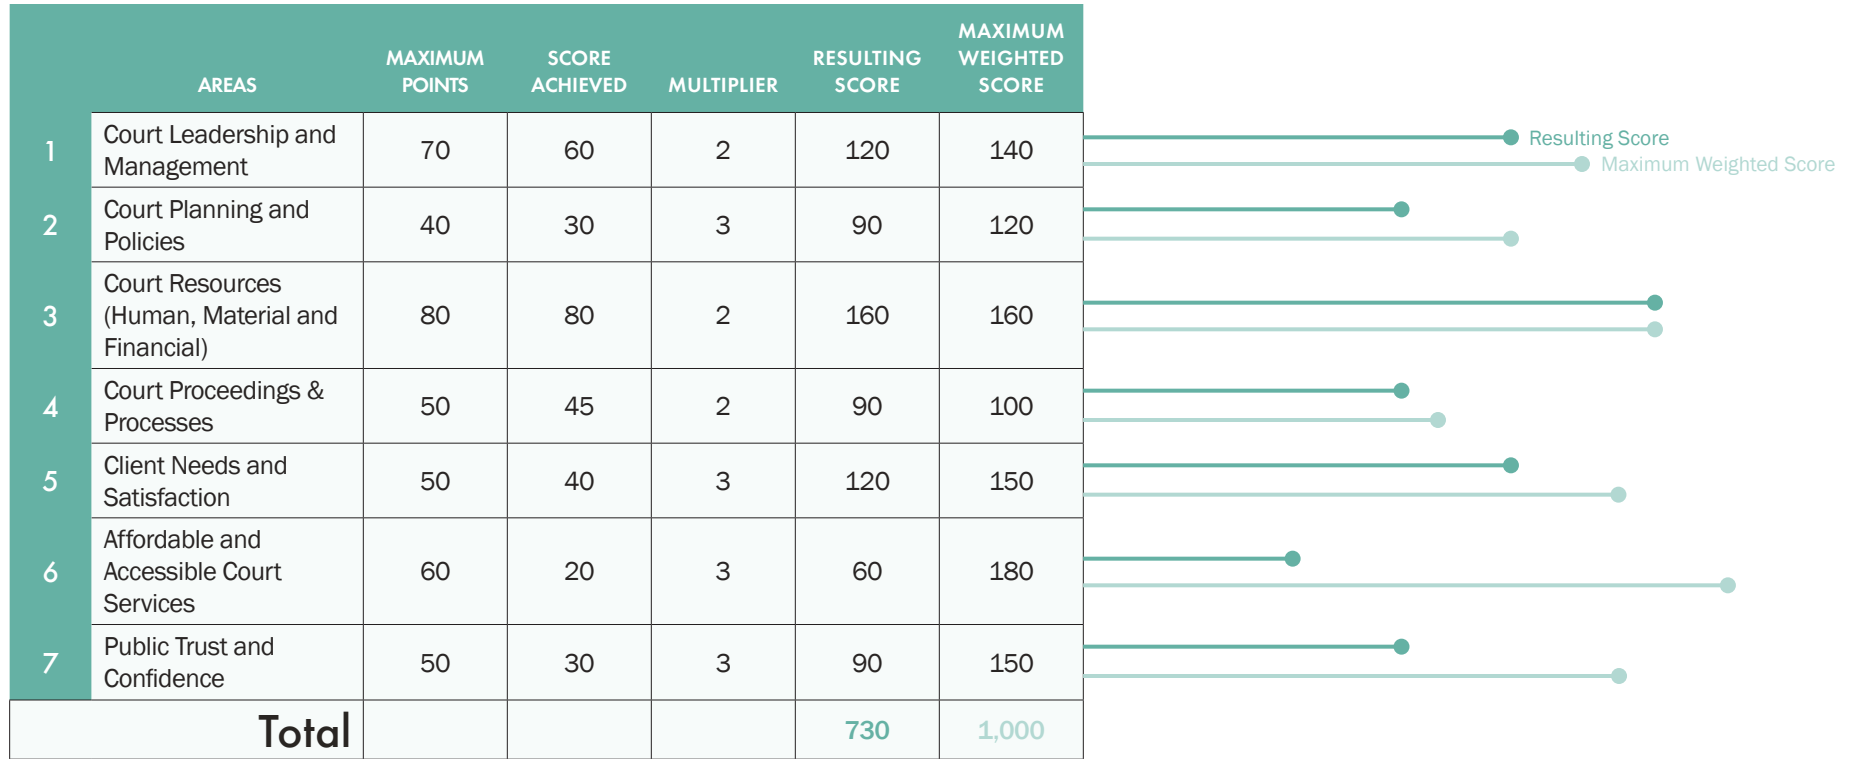 AREAS
MAXIMUM
POINTS
SCORE
ACHIEVED
MULTIPLIER
RESULTING
SCORE
MAXIMUM
WEIGHTED
SCORE
1
Court Leadership and
Management
70
60
2
120
140
Resulting Score
Maximum Weighted Score
2
Court Planning and
Policies
40
30
3
90
120
3
Court Resources
(Human, Material and
Financial)
80
80
2
160
160
4
Court Proceedings &
Processes
50
45
2
90
100
5
Client Needs and
Satisfaction
50
40
3
120
150
6
Affordable and
Accessible Court
Services
60
20
3
60
180
7
Public Trust and
Confidence
50
30
3
90
150
Total
730
1,000